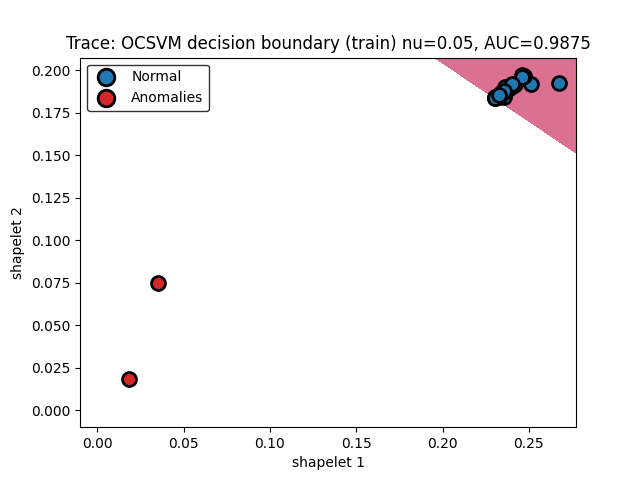 Trace: OCSVM decision boundary (train) nu=0.05, AUC=0.9875
Normal
Anomalies
0.200
0.175
0.150
0.125
0.100
0.075
0.050
0.025
0.000
shapelet 2
0.00 0.05 0.10 0.15 0.20 0.25
shapelet 1